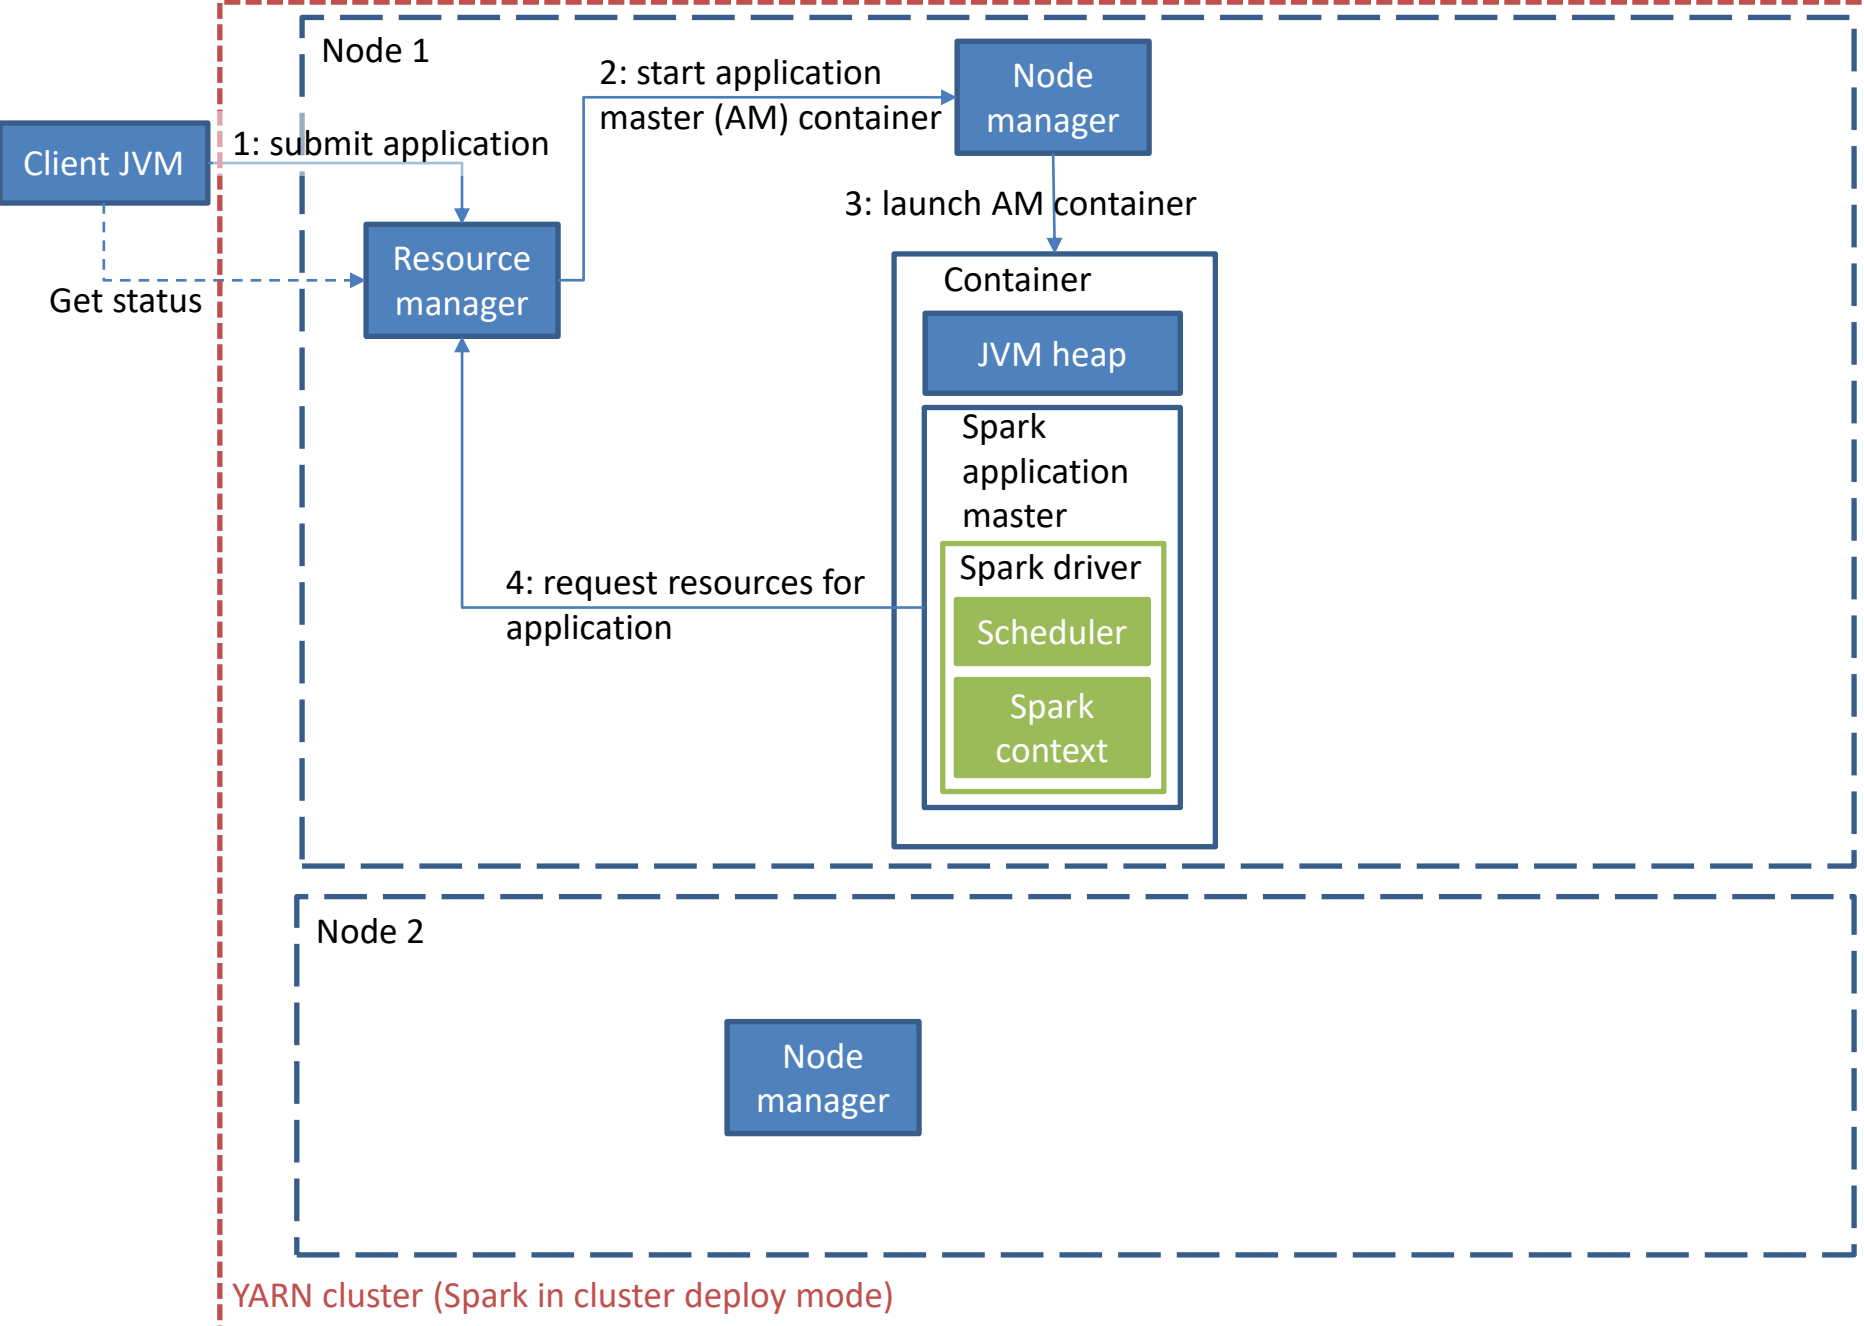 Node 1
2: start application
master (AM) container
Node
manager
Client JVM
1: submit application
3: launch AM container
Resource
manager
Get status
Container
JVM heap
Spark
application
master
Spark driver
4: request resources for
application
Scheduler
Spark
context
Node 2
Node
manager
YARN cluster (Spark in cluster deploy mode)